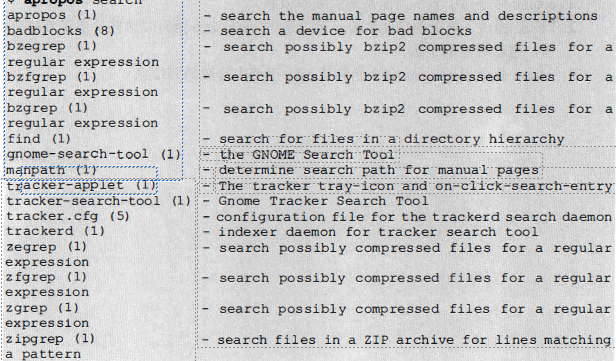 $ apropos search
apropos (1) - search the manual page names and descriptions
badblocks (8) - search a device for bad blocks
bzegrep (1) - search possibly bzip2 compressed files for a
regular expression
bzfgrep (1) - search possibly bzip2 compressed files for a
regular expression
bzgrep (1) - search possibly bzip2 compressed files for a
regular expression
find (1) - search for files in a directory hierarchy
gnome-search-tool (1) - the GNOME Search Tool
manpath (1) - determine search path for manual pages
tracker-applet (1) - The tracker tray-icon and on-click-search-entry
tracker-search-tool (1) - Gnome Tracker Search Tool
tracker.cfg (5) - configuration file for the trackerd search daemon
trackerd (1) - indexer daemon for tracker search tool
zegrep (1) - search possibly compressed files for a regular
expression
zfgrep (1) - search possibly compressed files for a regular
expression
zgrep (1) - search possibly compressed files for a regular
expression
zipgrep (1) - search files in a ZIP archive for lines matching
a pattern